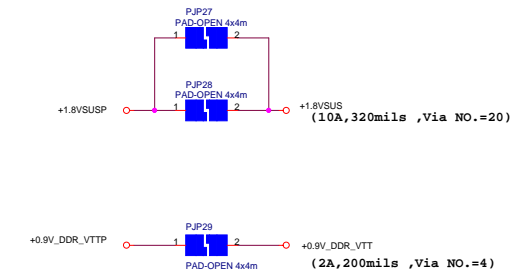 PJP27
PAD-OPEN 4x4m
1 2
PJP28
PAD-OPEN 4x4m
+1.8VSUSP 1 2 +1.8VSUS
(10A,320mils ,Via NO.=20)
PJP29
+0.9V_DDR_VTTP 1 2 +0.9V_DDR_VTT
PAD-OPEN 4x4m (2A,200mils ,Via NO.=4)